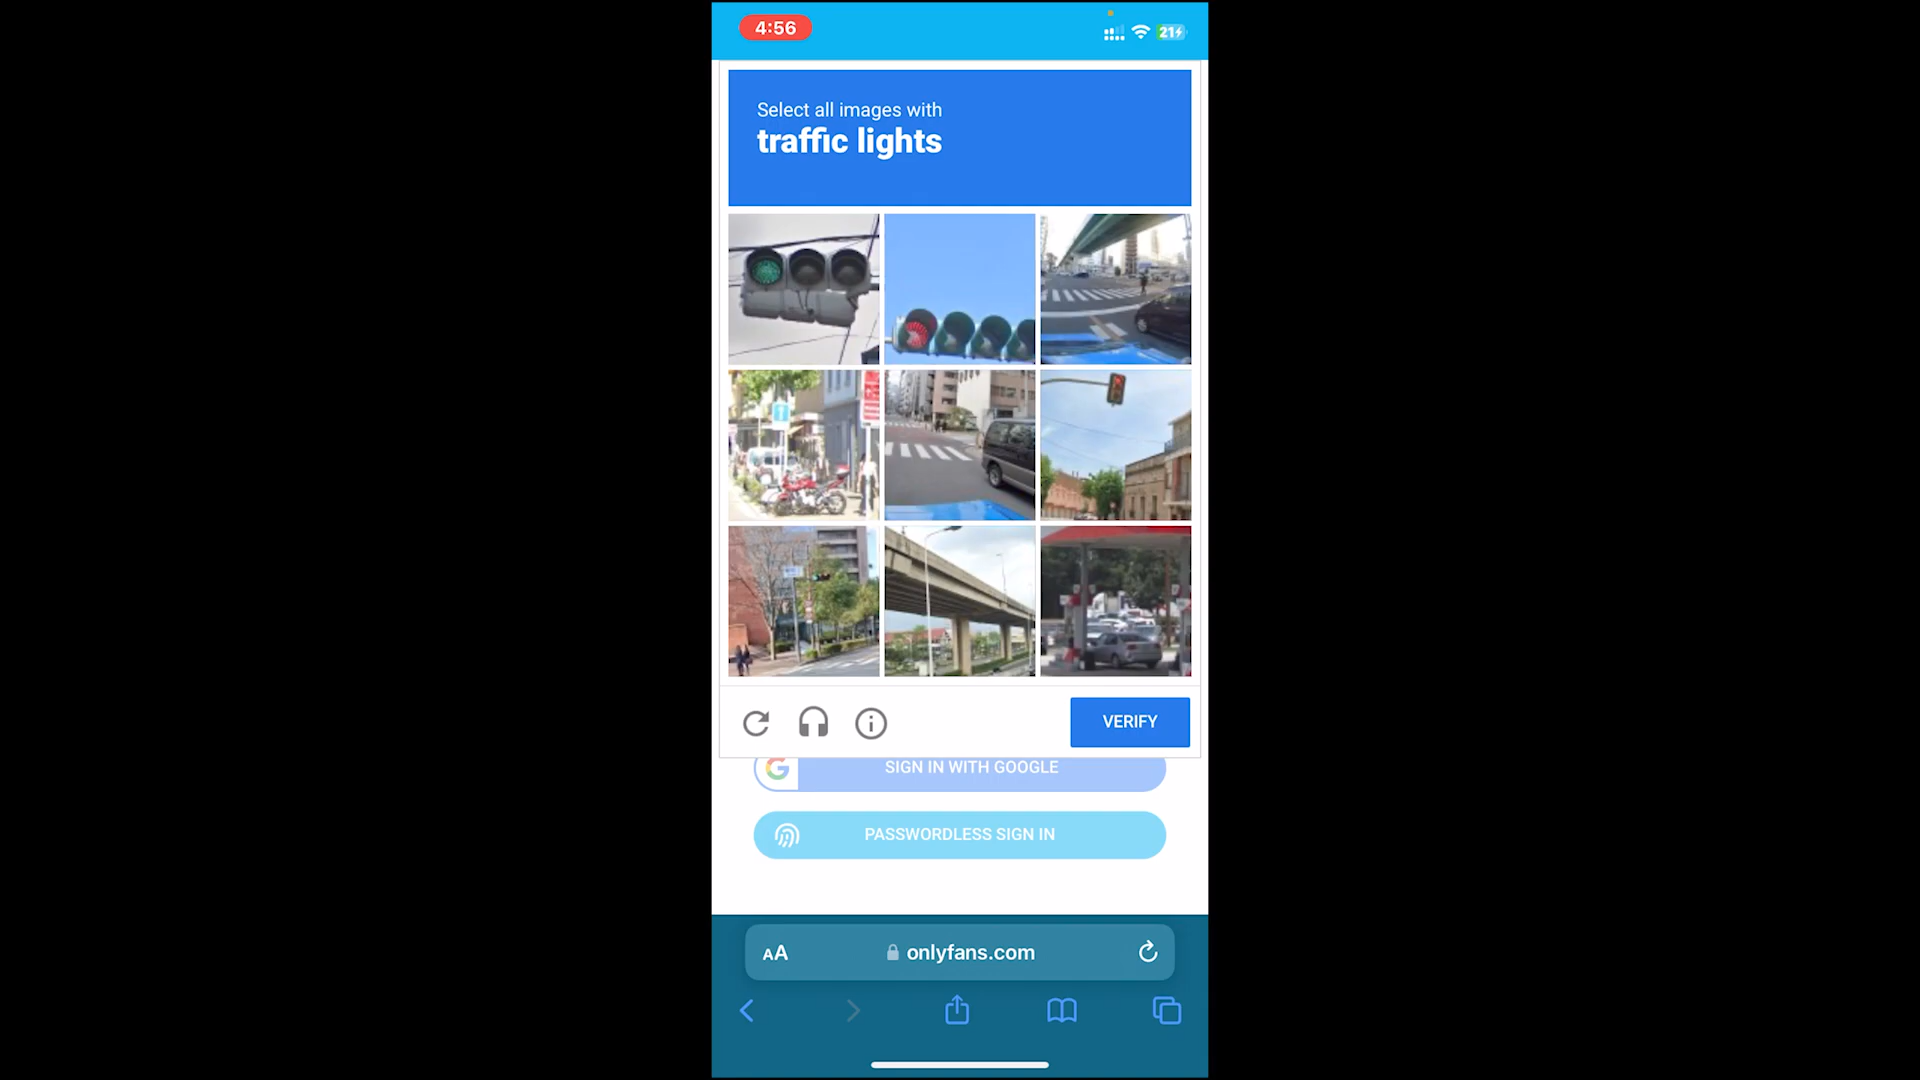 4:56
21
Select all images with
traffic lights
VERIFY
SIGN IN WITH GOOGLE
PASSWORDLESS SIGN IN
AA
onlyfans.com